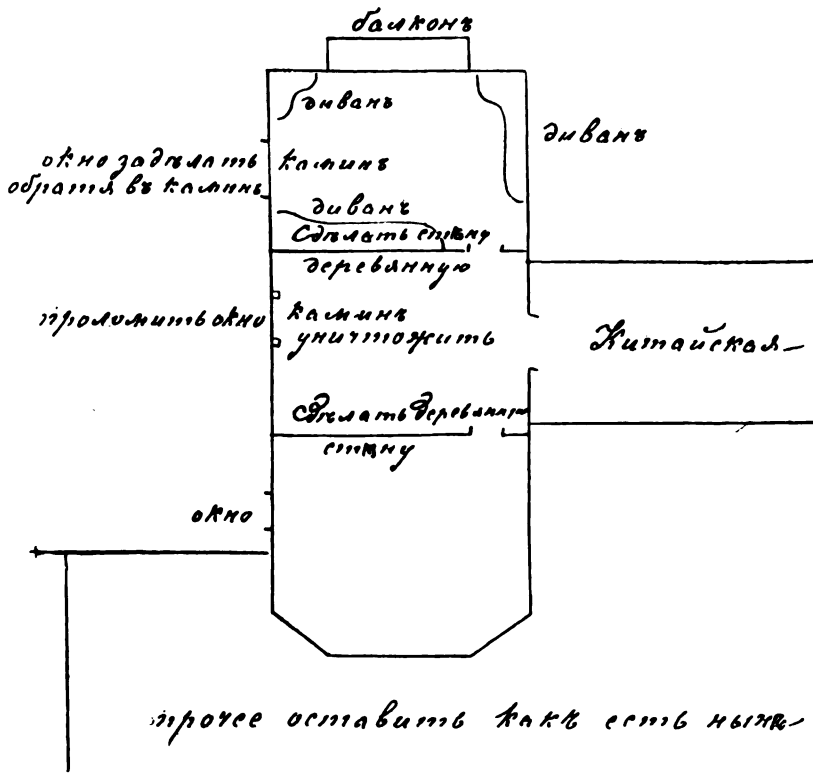 балконъ
диванъ
диванъ
окно задѣлать
обратя въ каминъ
каминъ
диванъ
Сдѣлать стѣну
деревянную
проломить окно
каминъ
уничтожить
Китайская
Сдѣлать деревянную
стѣну
окно
прочее оставить какъ есть нынѣ